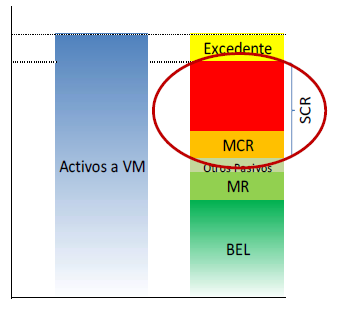 Excedente
SCR
MCR
Activos a VM
Otros Pasivos
MR
BEL